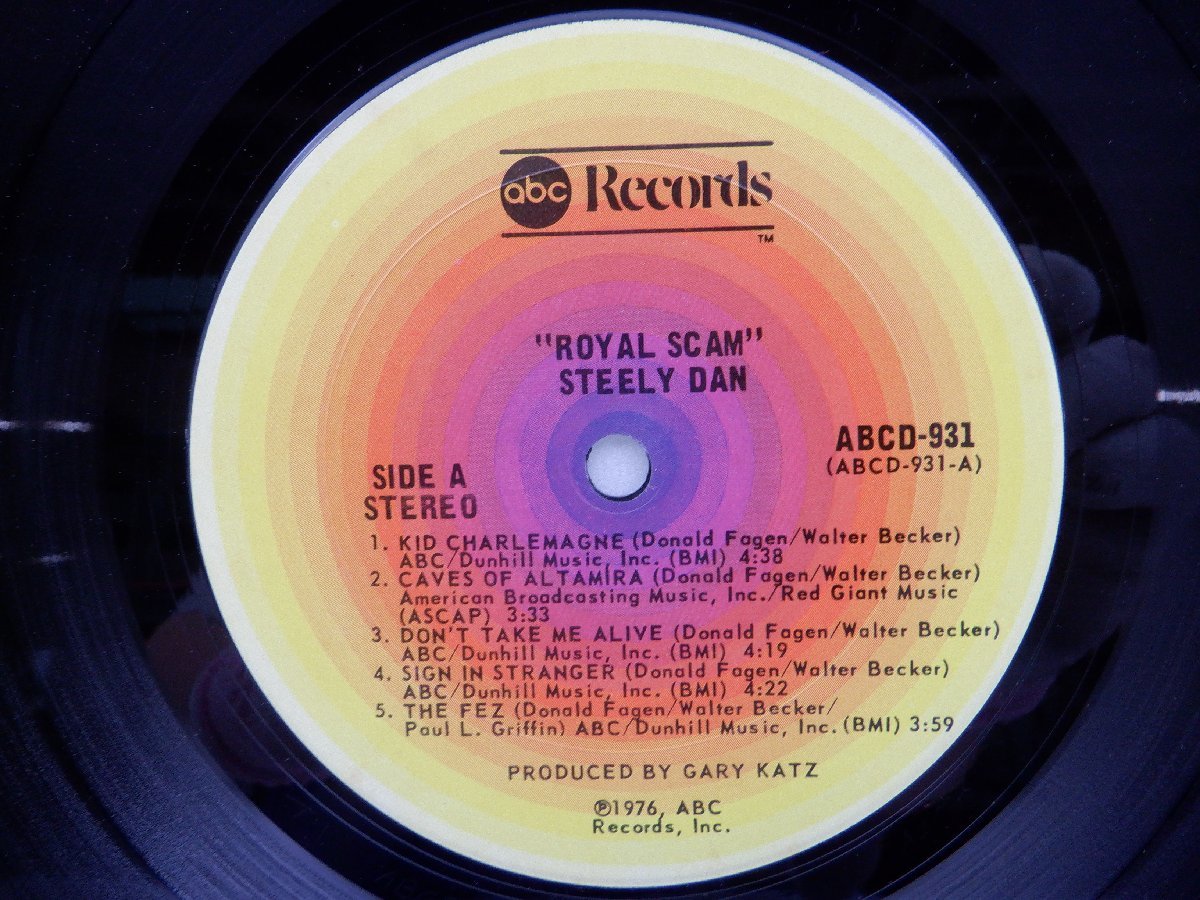 abc Records
TM
"ROYAL SCAM"
STEELY DAN
ABCD-931
(ABCD-931-A)
SIDE A
STEREO
1. KID CHARLEMAGNE (Donald Fagen/Walter Becker)
ABC/Dunhill Music, Inc. (BMI) 4:38
2. CAVES OF ALTAMIRA (Donald Fagen/Walter Becker)
American Broadcasting Music, Inc./Red Giant Music
(ASCAP) 3:33
3. DON'T TAKE ME ALIVE (Donald Fagen/Walter Becker)
ABC/Dunhill Music, Inc. (BMI) 4:19
4. SIGN IN STRANGER (Donald Fagen/Walter Becker)
ABC/Dunhill Music, Inc. (BMI) 4:22
5. THE FEZ (Donald Fagen/Walter Becker/
Paul L. Griffin) ABC/Dunhill Music, Inc. (BMI) 3:59
PRODUCED BY GARY KATZ
℗1976, ABC
Records, Inc.